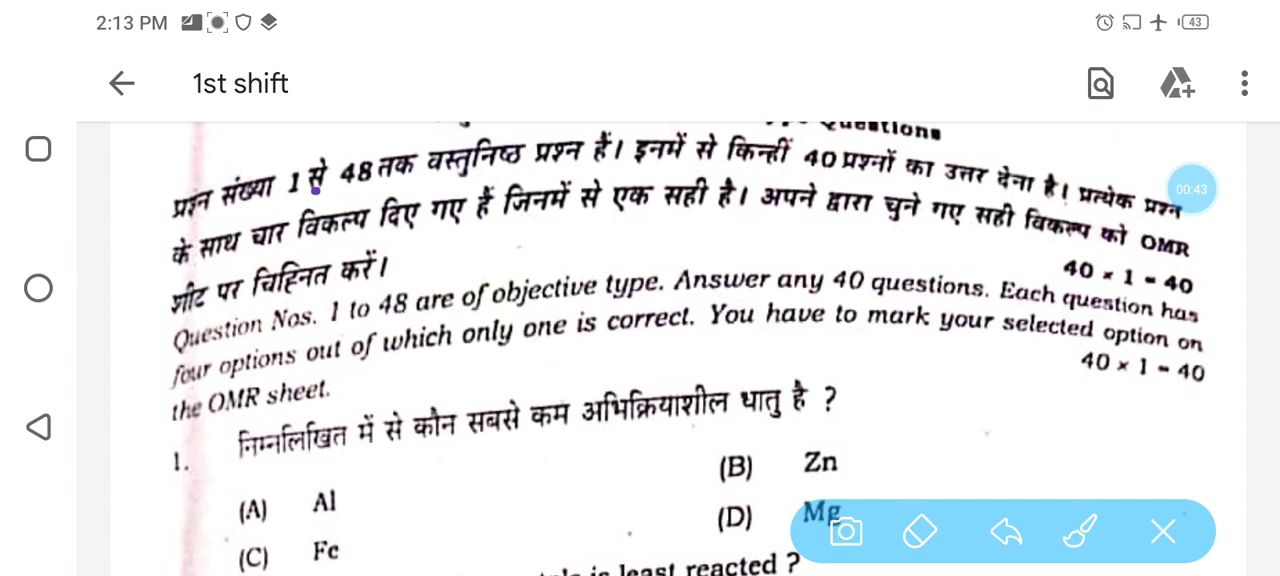 2:13 PM
43
1st shift
Questions
प्रश्न संख्या 1 से 48 तक वस्तुनिष्ठ प्रश्न हैं। इनमें से किन्हीं 40 प्रश्नों का उत्तर देना है। प्रत्येक प्रश्न
00:43
के साथ चार विकल्प दिए गए हैं जिनमें से एक सही है। अपने द्वारा चुने गए सही विकल्प को OMR
शीट पर चिह्नित करें।
40 × 1 = 40
Question Nos. 1 to 48 are of objective type. Answer any 40 questions. Each question has
four options out of which only one is correct. You have to mark your selected option on
the OMR sheet.
40 × 1 = 40
1. निम्नलिखित में से कौन सबसे कम अभिक्रियाशील धातु है ?
(A) Al
(B) Zn
(C) Fe
(D) Mg
is least reacted ?